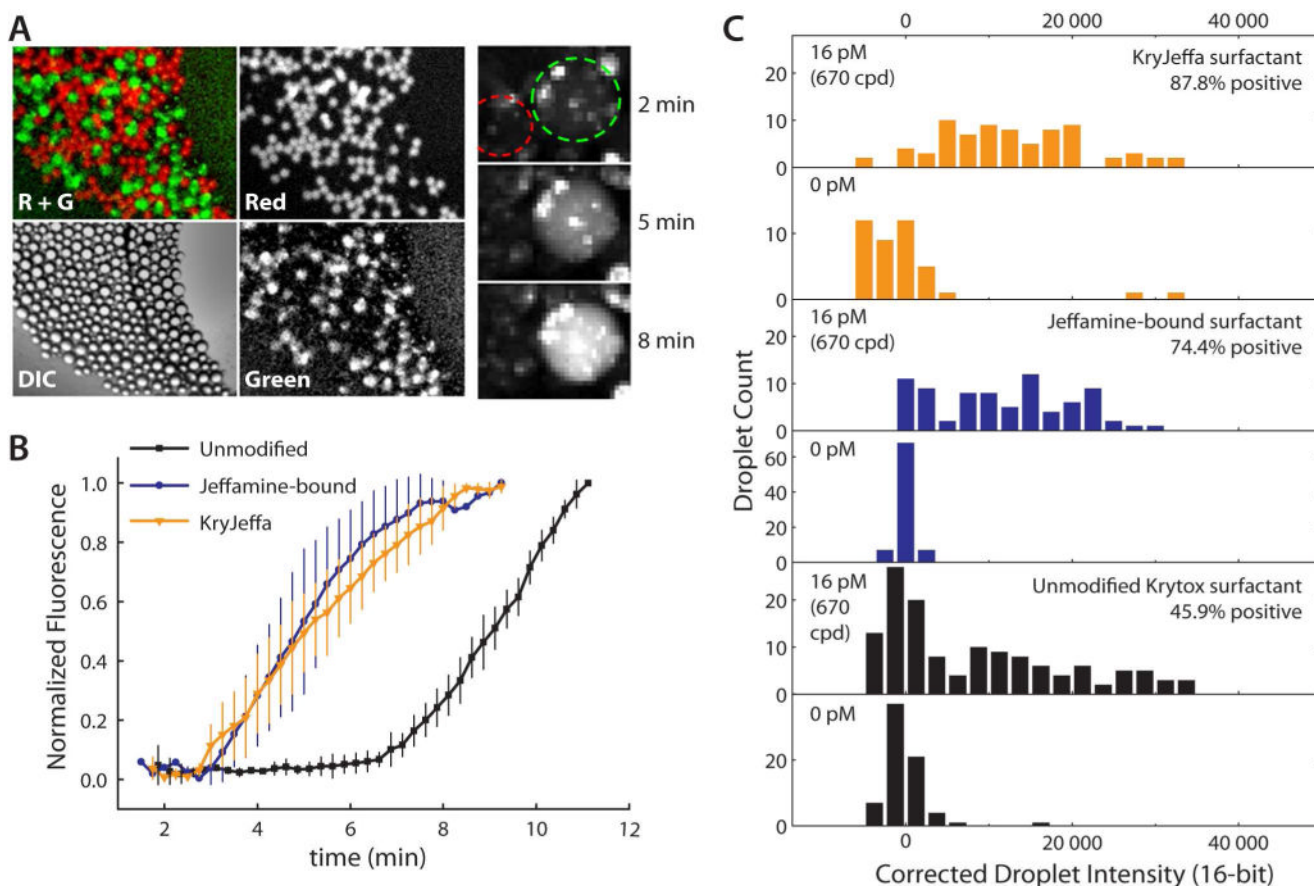 A
R + G
Red
DIC
Green
2 min
5 min
8 min
B
Unmodified
Jeffamine-bound
KryJeffa
Normalized Fluorescence
1.0
0.8
0.6
0.4
0.2
0.0
2 4 6 8 10 12
time (min)
C
0 20 000 40 000
Droplet Count
16 pM
(670 cpd)
KryJeffa surfactant
87.8% positive
20
10
0
0 pM
10
0
16 pM
(670 cpd)
Jeffamine-bound surfactant
74.4% positive
20
10
0
0 pM
60
40
20
0
16 pM
(670
cpd)
Unmodified Krytox surfactant
45.9% positive
20
10
0
0 pM
20
0
0 20 000 40 000
Corrected Droplet Intensity (16-bit)